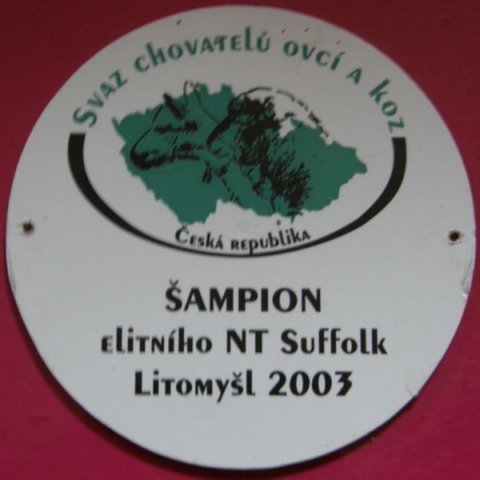 Svaz chovatelů ovcí a koz
Česká republika
ŠAMPION
elitního NT Suffolk
Litomyšl 2003